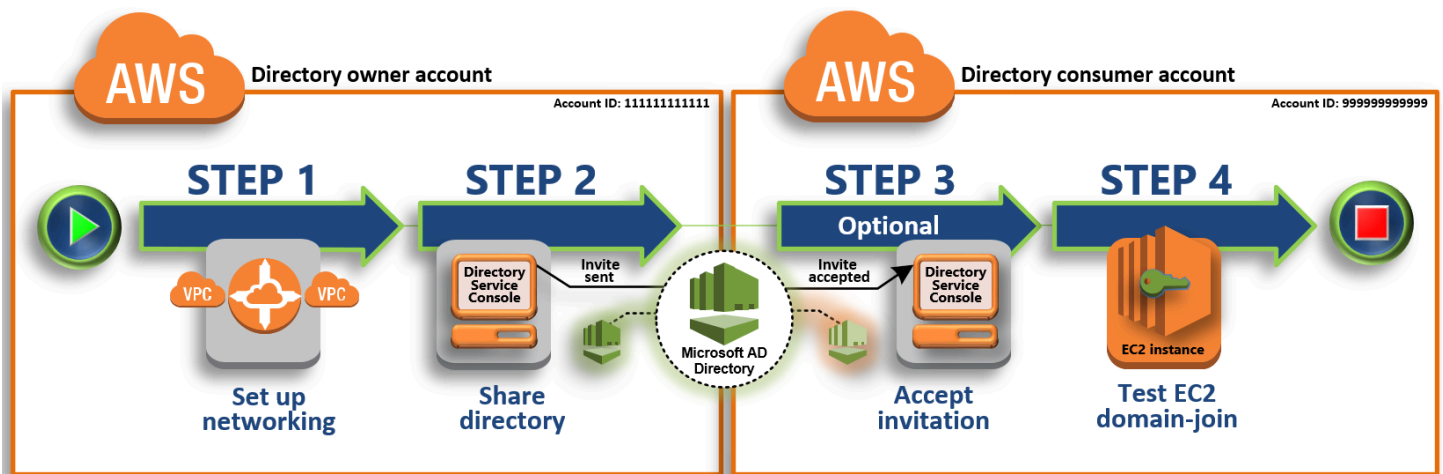 AWS
Directory owner account
Account ID: 111111111111
AWS
Directory consumer account
Account ID: 999999999999
STEP 1
STEP 2
STEP 3
STEP 4
Optional
VPC
VPC
Directory
Service
Console
Invite
sent
Microsoft AD
Directory
Invite
accepted
Directory
Service
Console
EC2 instance
Set up
networking
Share
directory
Accept
invitation
Test EC2
domain-join